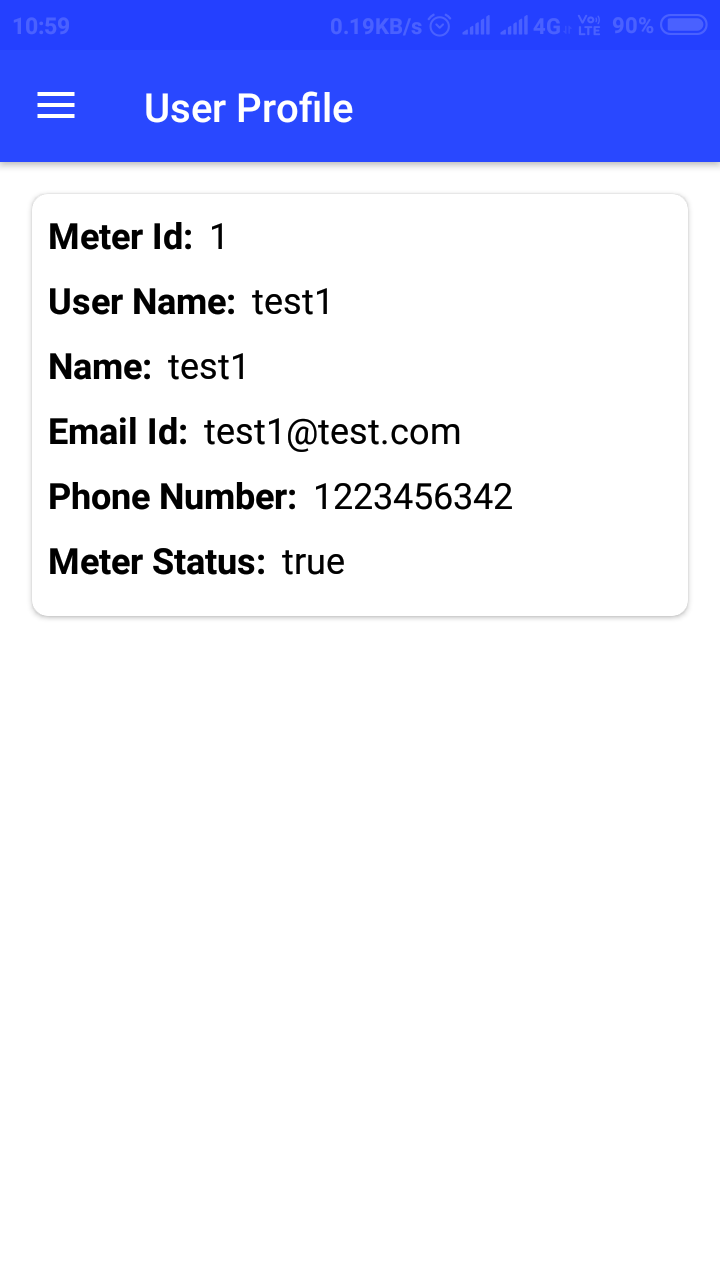 10:59 0.19KB/s 4G Vo LTE 90%
User Profile
Meter Id: 1
User Name: test1
Name: test1
Email Id: test1@test.com
Phone Number: 1223456342
Meter Status: true